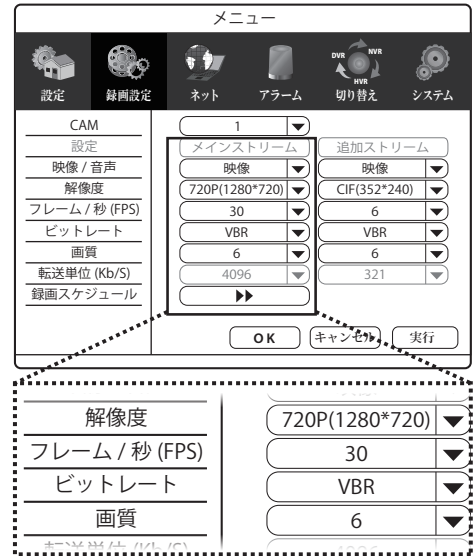 メニュー
DVR NVR
HVR
設定 録画設定 ネット アラーム 切り替え システム
CAM 1
設定 メインストリーム 追加ストリーム
映像 / 音声 映像 映像
解像度 720P(1280*720) CIF(352*240)
フレーム / 秒 (FPS) 30 6
ビットレート VBR VBR
画質 6 6
転送単位 (Kb/S) 4096 321
録画スケジュール
OK キャンセル 実行
解像度 720P(1280*720)
フレーム / 秒 (FPS) 30
ビットレート VBR
画質 6